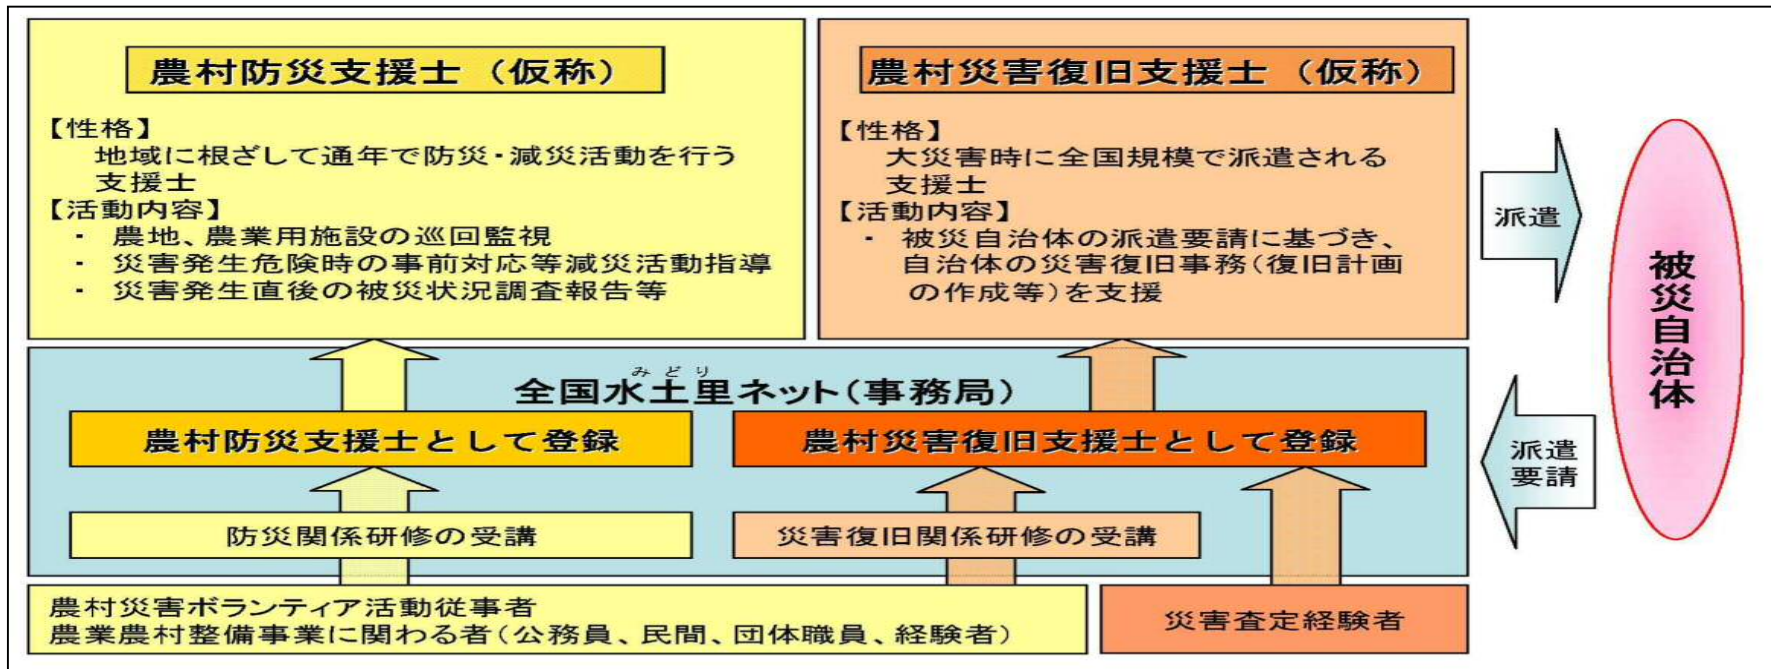 農村防災支援士（仮称）
【性格】
地域に根ざして通年で防災・減災活動を行う
支援士
【活動内容】
・ 農地、農業用施設の巡回監視
・ 災害発生危険時の事前対応等減災活動指導
・ 災害発生直後の被災状況調査報告等
農村災害復旧支援士（仮称）
【性格】
大災害時に全国規模で派遣される
支援士
【活動内容】
・ 被災自治体の派遣要請に基づき、
自治体の災害復旧事務（復旧計画
の作成等）を支援
派遣
被災自治体
派遣
要請
みどり
全国水土里ネット（事務局）
農村防災支援士として登録
農村災害復旧支援士として登録
防災関係研修の受講
災害復旧関係研修の受講
農村災害ボランティア活動従事者
農業農村整備事業に関わる者（公務員、民間、団体職員、経験者）
災害査定経験者